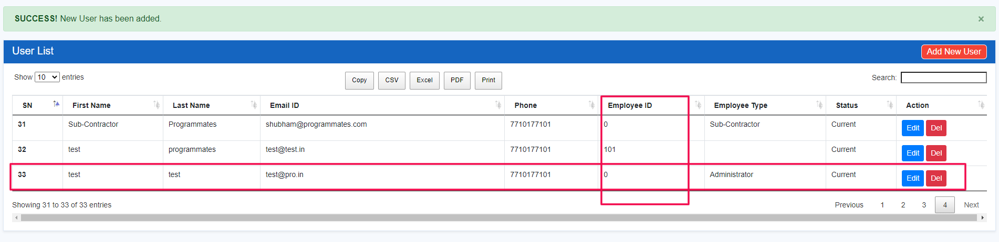 SUCCESS! New User has been added. ×
User List Add New User
Show 10 entries Copy CSV Excel PDF Print Search:
SN First Name Last Name Email ID Phone Employee ID Employee Type Status Action
31 Sub-Contractor Programmates shubham@programmates.com 7710177101 0 Sub-Contractor Current Edit Del
32 test programmates test@test.in 7710177101 101 Current Edit Del
33 test test test@pro.in 7710177101 0 Administrator Current Edit Del
Showing 31 to 33 of 33 entries Previous 1 2 3 4 Next